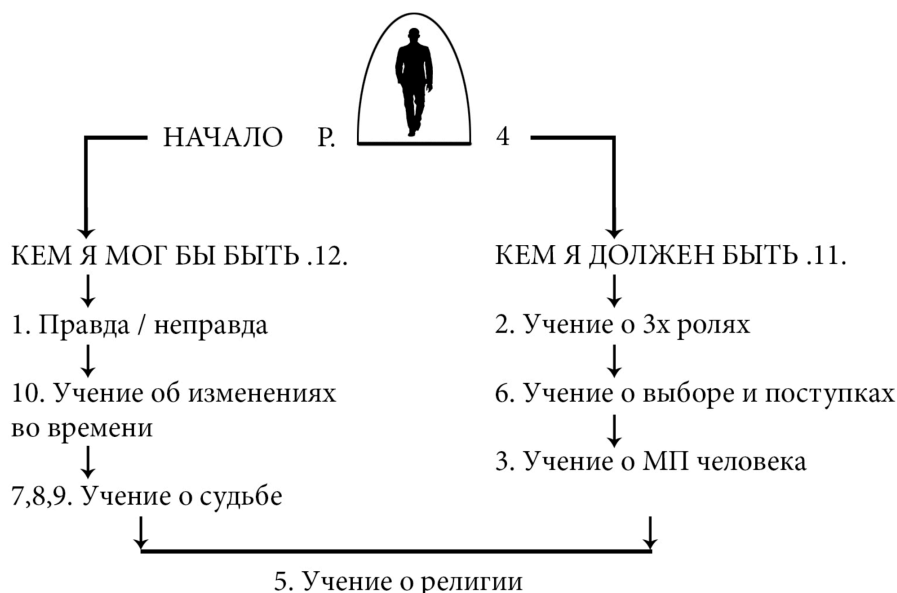 НАЧАЛО Р. 4
КЕМ Я МОГ БЫ БЫТЬ .12.
1. Правда / неправда
10. Учение об изменениях
во времени
7,8,9. Учение о судьбе
КЕМ Я ДОЛЖЕН БЫТЬ .11.
2. Учение о 3х ролях
6. Учение о выборе и поступках
3. Учение о МП человека
5. Учение о религии